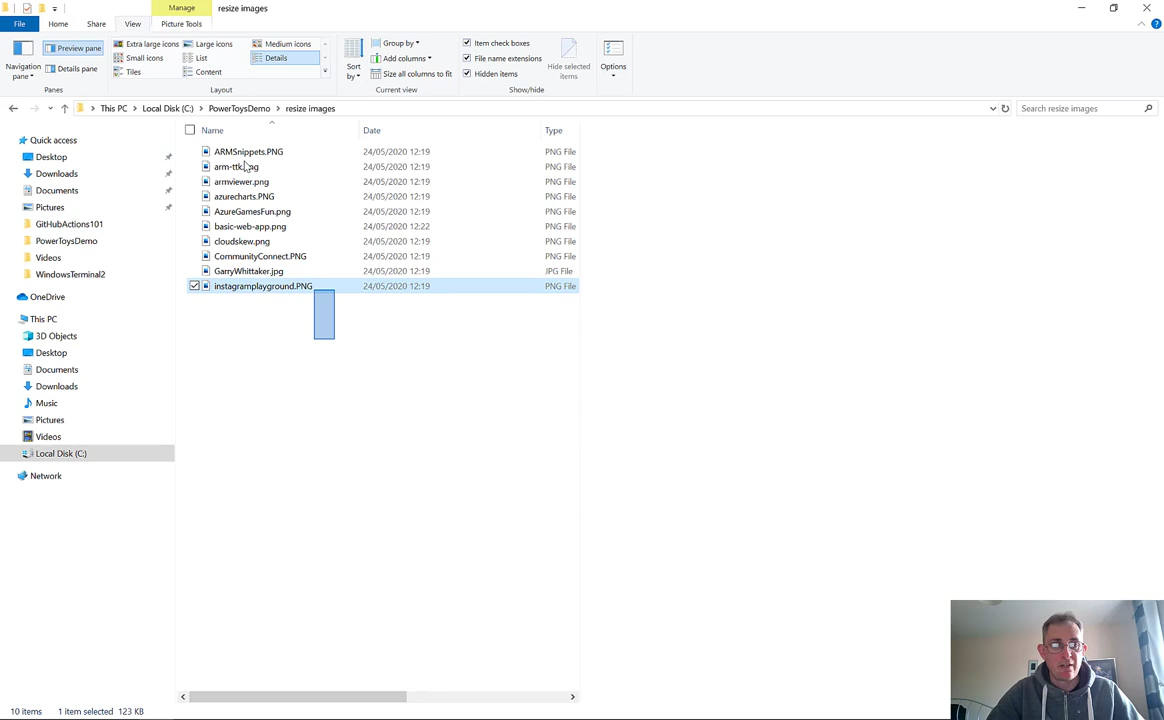 Manage
resize images
File
Home
Share
View
Picture Tools
Navigation pane
Preview pane
Details pane
Panes
Extra large icons
Large icons
Medium icons
Small icons
List
Details
Tiles
Content
Layout
Sort by
Group by
Add columns
Size all columns to fit
Current view
Item check boxes
File name extensions
Hidden items
Hide selected items
Show/hide
Options
This PC
Local Disk (C:)
PowerToysDemo
resize images
Search resize images
Quick access
Desktop
Downloads
Documents
Pictures
GitHubActions101
PowerToysDemo
Videos
WindowsTerminal2
OneDrive
This PC
3D Objects
Desktop
Documents
Downloads
Music
Pictures
Videos
Local Disk (C:)
Network
Name Date Type
ARMSnippets.PNG 24/05/2020 12:19 PNG File
arm-ttk.png 24/05/2020 12:19 PNG File
armviewer.png 24/05/2020 12:19 PNG File
azurecharts.PNG 24/05/2020 12:19 PNG File
AzureGamesFun.png 24/05/2020 12:19 PNG File
basic-web-app.png 24/05/2020 12:22 PNG File
cloudskew.png 24/05/2020 12:19 PNG File
CommunityConnect.PNG 24/05/2020 12:19 PNG File
GarryWhittaker.jpg 24/05/2020 12:19 JPG File
instagramplayground.PNG 24/05/2020 12:19 PNG File
10 items 1 item selected 123 KB